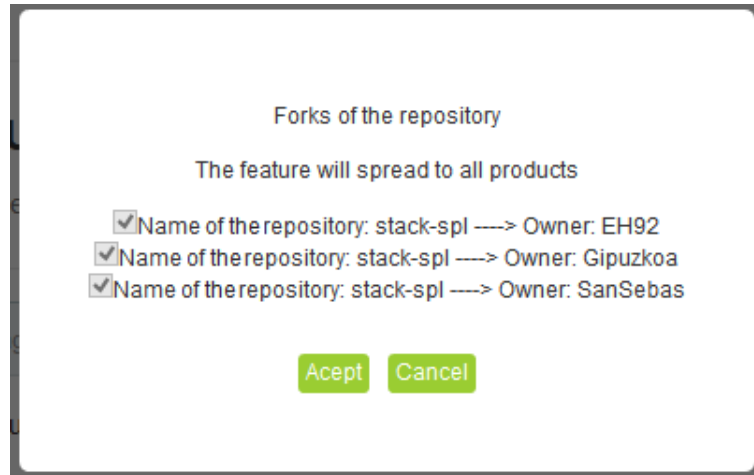 Forks of the repository
The feature will spread to all products
Name of the repository: stack-spl ----> Owner: EH92
Name of the repository: stack-spl ----> Owner: Gipuzkoa
Name of the repository: stack-spl ----> Owner: SanSebas
Acept Cancel